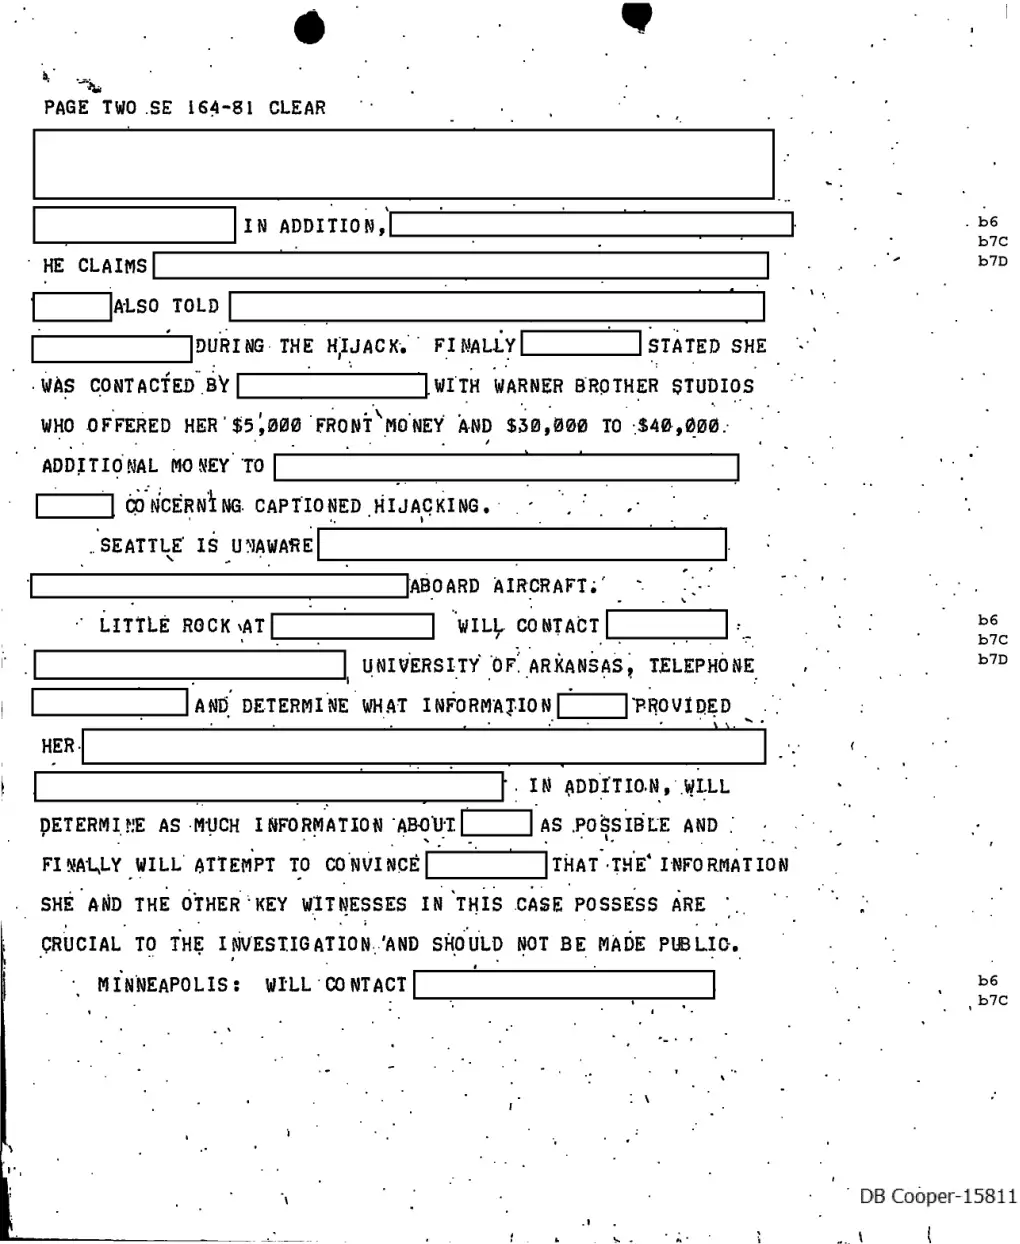 PAGE TWO SE 164-81 CLEAR
IN ADDITION,
b6
b7C
HE CLAIMS
b7D
ALSO TOLD
DURING THE HIJACK. FINALLY STATED SHE
WAS CONTACTED BY WITH WARNER BROTHER STUDIOS
WHO OFFERED HER $5,000 FRONT MONEY AND $30,000 TO $40,000
ADDITIONAL MONEY TO
CONCERNING CAPTIONED HIJACKING.
SEATTLE IS UNAWARE
ABOARD AIRCRAFT.
LITTLE ROCK AT WILL CONTACT
b6
b7C
UNIVERSITY OF ARKANSAS, TELEPHONE
b7D
AND DETERMINE WHAT INFORMATION PROVIDED
HER
IN ADDITION, WILL
DETERMINE AS MUCH INFORMATION ABOUT AS POSSIBLE AND
FINALLY WILL ATTEMPT TO CONVINCE THAT THE INFORMATION
SHE AND THE OTHER KEY WITNESSES IN THIS CASE POSSESS ARE
CRUCIAL TO THE INVESTIGATION AND SHOULD NOT BE MADE PUBLIC.
MINNEAPOLIS: WILL CONTACT
b6
b7C
DB Cooper-15811